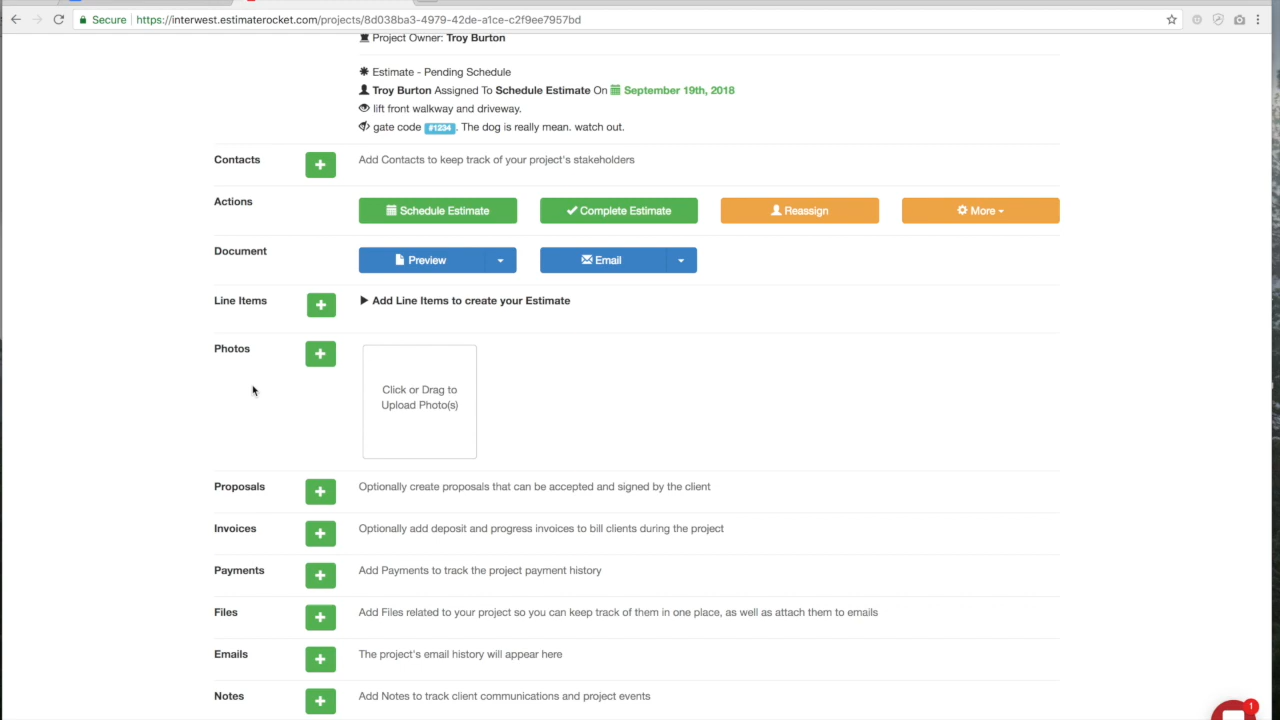 Secure https://interwest.estimaterocket.com/projects/8d038ba3-4979-42de-a1ce-c2f9ee7957bd
Project Owner: Troy Burton
Estimate - Pending Schedule
Troy Burton Assigned To Schedule Estimate On September 19th, 2018
lift front walkway and driveway.
gate code #1234. The dog is really mean. watch out.
Contacts Add Contacts to keep track of your project's stakeholders
Actions Schedule Estimate Complete Estimate Reassign More
Document Preview Email
Line Items Add Line Items to create your Estimate
Photos
Click or Drag to
Upload Photo(s)
Proposals Optionally create proposals that can be accepted and signed by the client
Invoices Optionally add deposit and progress invoices to bill clients during the project
Payments Add Payments to track the project payment history
Files Add Files related to your project so you can keep track of them in one place, as well as attach them to emails
Emails The project's email history will appear here
Notes Add Notes to track client communications and project events
1